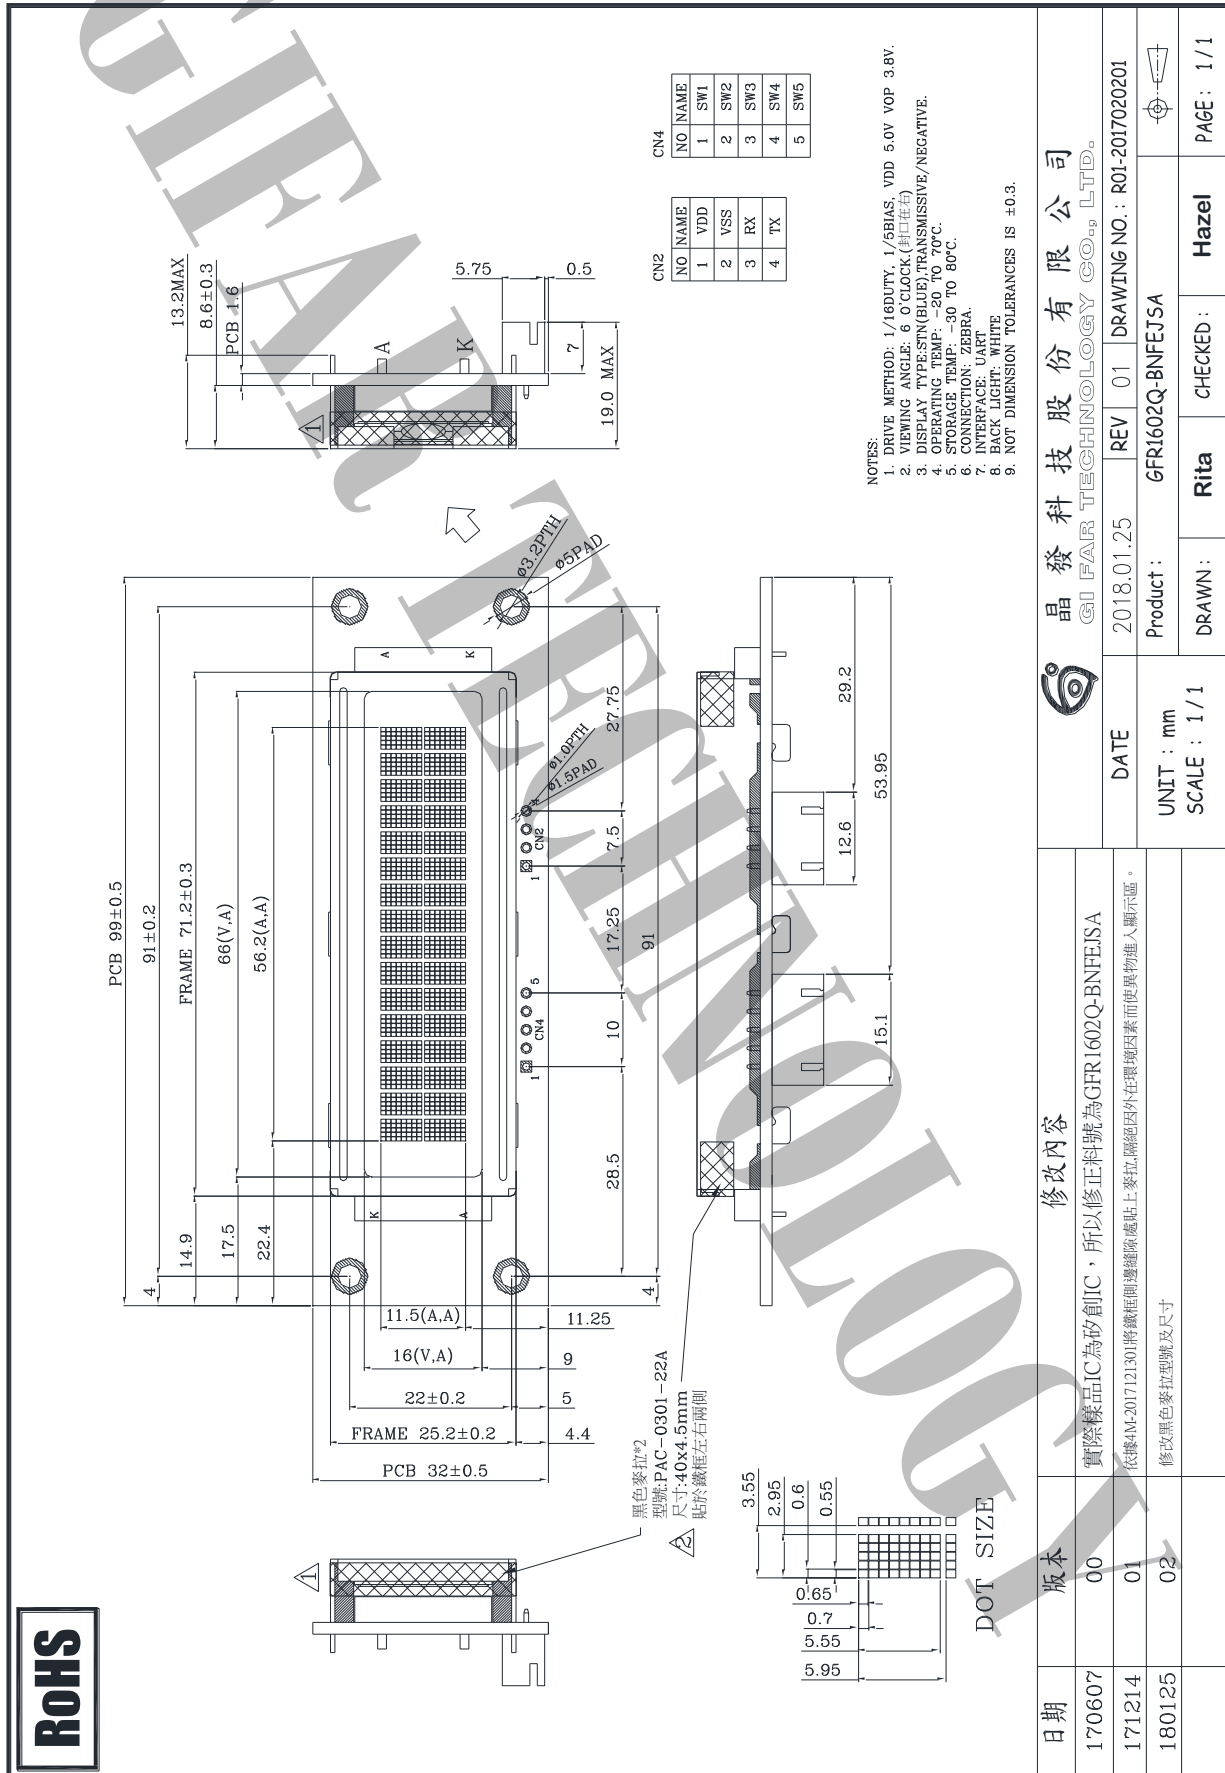 RoHS
GIFAR TECHNOLOGY
PCB 99±0.5
91±0.2
FRAME 71.2±0.3
66(V,A)
56.2(A,A)
4
14.9
17.5
22.4
13.2MAX
8.6±0.3
PCB 1.6
5.75
0.5
A
K
7
19.0 MAX
1
ø3.2PTH
ø5PAD
ø1.0PTH
ø1.5PAD
A
K
K
A
1
CN4
5
1
CN2
4
28.5
10
17.25
7.5
27.75
4
91
11.5(A,A)
11.25
16(V,A)
9
22±0.2
5
FRAME 25.2±0.2
4.4
PCB 32±0.5
1
黑色麥拉*2
型號:PAC-0301-22A
尺寸:40x4.5mm
貼於鐵框左右兩側
2
15.1
12.6
29.2
53.95
3.55
2.95
0.6
0.55
0.65
0.7
5.55
5.95
DOT SIZE
CN2
NO NAME
1 VDD
2 VSS
3 RX
4 TX
CN4
NO NAME
1 SW1
2 SW2
3 SW3
4 SW4
5 SW5
NOTES:
1. DRIVE METHOD: 1/16DUTY, 1/5BIAS, VDD 5.0V VOP 3.8V.
2. VIEWING ANGLE: 6 O'CLOCK.(封口在右)
3. DISPLAY TYPE:STN(BLUE),TRANSMISSIVE/NEGATIVE.
4. OPERATING TEMP: -20 TO 70°C.
5. STORAGE TEMP: -30 TO 80°C.
6. CONNECTION: ZEBRA.
7. INTERFACE: UART
8. BACK LIGHT: WHITE
9. NOT DIMENSION TOLERANCES IS ±0.3.
日期 版本 修改內容
170607 00 實際樣品IC為矽創IC，所以修正料號為GFR1602Q-BNFEJSA
171214 01 依據4M-2017121301將鐵框側邊縫隙處貼上麥拉,隔絕因外在環境因素而使異物進入顯示區。
180125 02 修改黑色麥拉型號及尺寸
晶發科技股份有限公司
GI FAR TECHNOLOGY CO., LTD.
DATE 2018.01.25 REV 01 DRAWING NO.: R01-2017020201
UNIT : mm
SCALE : 1/1
Product: GFR1602Q-BNFEJSA
DRAWN: Rita CHECKED: Hazel PAGE: 1/1